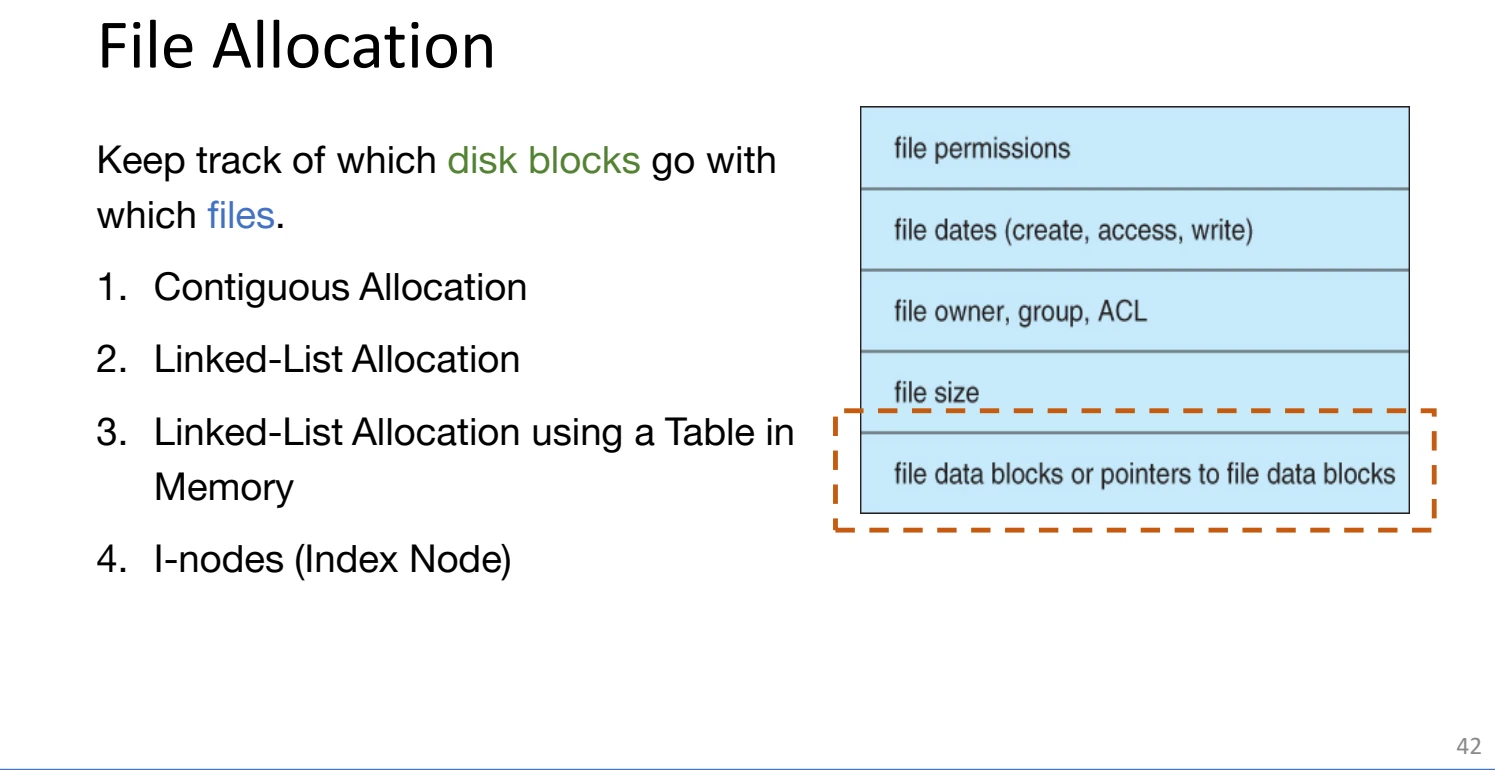 File Allocation
Keep track of which disk blocks go with
which files.
1. Contiguous Allocation
2. Linked-List Allocation
3. Linked-List Allocation using a Table in
Memory
4. I-nodes (Index Node)
file permissions
file dates (create, access, write)
file owner, group, ACL
file size
file data blocks or pointers to file data blocks
42